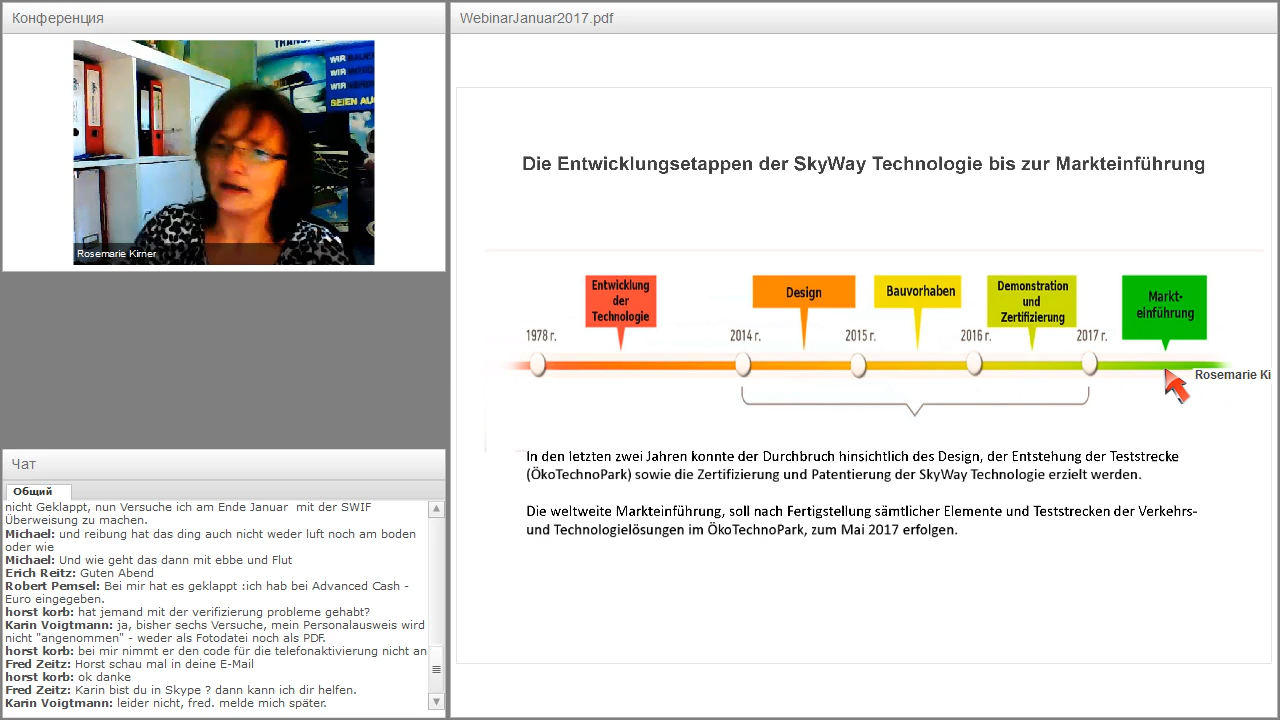 Конференция
TRANSP
WIR
WIR
WIR
SEIEN AU
Rosemarie Kirner
Чат
Общий
nicht Geklappt, nun Versuche ich am Ende Januar mit der SWIF
Überweisung zu machen.
Michael: und reibung hat das ding auch nicht weder luft noch am boden
oder wie
Michael: Und wie geht das dann mit ebbe und Flut
Erich Reitz: Guten Abend
Robert Pemsel: Bei mir hat es geklappt :ich hab bei Advanced Cash -
Euro eingegeben.
horst korb: hat jemand mit der verifizierung probleme gehabt?
Karin Voigtmann: ja, bisher sechs Versuche, mein Personalausweis wird
nicht "angenommen" - weder als Fotodatei noch als PDF.
horst korb: bei mir nimmt er den code für die telefonaktivierung nicht an
Fred Zeitz: Horst schau mal in deine E-Mail
horst korb: ok danke
Fred Zeitz: Karin bist du in Skype ? dann kann ich dir helfen.
Karin Voigtmann: leider nicht, fred. melde mich später.
WebinarJanuar2017.pdf
Die Entwicklungsetappen der SkyWay Technologie bis zur Markteinführung
Entwicklung
der
Technologie
Design
Bauvorhaben
Demonstration
und
Zertifizierung
Markt-
einführung
1978 г.
2014 г.
2015 г.
2016 г.
2017 г.
Rosemarie Ki
In den letzten zwei Jahren konnte der Durchbruch hinsichtlich des Design, der Entstehung der Teststrecke
(ÖkoTechnoPark) sowie die Zertifizierung und Patentierung der SkyWay Technologie erzielt werden.
Die weltweite Markteinführung, soll nach Fertigstellung sämtlicher Elemente und Teststrecken der Verkehrs-
und Technologielösungen im ÖkoTechnoPark, zum Mai 2017 erfolgen.